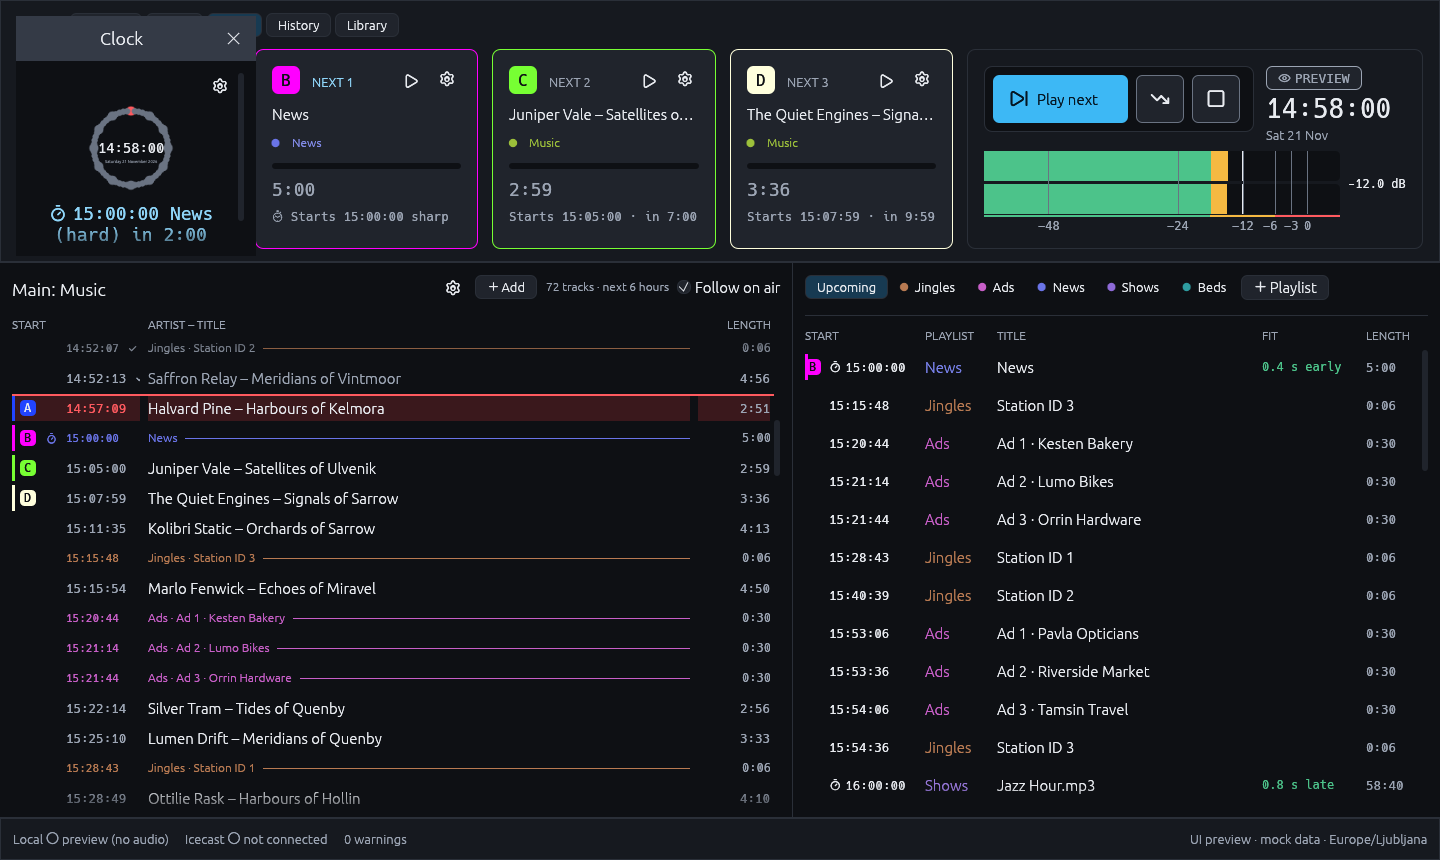 Clock
History
Library
14:58:00
Saturday 21 November 2026
15:00:00 News
(hard) in 2:00
B NEXT 1
News
News
5:00
Starts 15:00:00 sharp
C NEXT 2
Juniper Vale – Satellites o…
Music
2:59
Starts 15:05:00 · in 7:00
D NEXT 3
The Quiet Engines – Signa…
Music
3:36
Starts 15:07:59 · in 9:59
Play next
PREVIEW
14:58:00
Sat 21 Nov
-12.0 dB
-48 -24 -12 -6 -3 0
Main: Music
+ Add
72 tracks · next 6 hours
Follow on air
START ARTIST – TITLE LENGTH
14:52:07 Jingles · Station ID 2 0:06
14:52:13 Saffron Relay – Meridians of Vintmoor 4:56
A 14:57:09 Halvard Pine – Harbours of Kelmora 2:51
B 15:00:00 News 5:00
C 15:05:00 Juniper Vale – Satellites of Ulvenik 2:59
D 15:07:59 The Quiet Engines – Signals of Sarrow 3:36
15:11:35 Kolibri Static – Orchards of Sarrow 4:13
15:15:48 Jingles · Station ID 3 0:06
15:15:54 Marlo Fenwick – Echoes of Miravel 4:50
15:20:44 Ads · Ad 1 · Kesten Bakery 0:30
15:21:14 Ads · Ad 2 · Lumo Bikes 0:30
15:21:44 Ads · Ad 3 · Orrin Hardware 0:30
15:22:14 Silver Tram – Tides of Quenby 2:56
15:25:10 Lumen Drift – Meridians of Quenby 3:33
15:28:43 Jingles · Station ID 1 0:06
15:28:49 Ottilie Rask – Harbours of Hollin 4:10
Upcoming
Jingles
Ads
News
Shows
Beds
+ Playlist
START PLAYLIST TITLE FIT LENGTH
B 15:00:00 News News 0.4 s early 5:00
15:15:48 Jingles Station ID 3 0:06
15:20:44 Ads Ad 1 · Kesten Bakery 0:30
15:21:14 Ads Ad 2 · Lumo Bikes 0:30
15:21:44 Ads Ad 3 · Orrin Hardware 0:30
15:28:43 Jingles Station ID 1 0:06
15:40:39 Jingles Station ID 2 0:06
15:53:06 Ads Ad 1 · Pavla Opticians 0:30
15:53:36 Ads Ad 2 · Riverside Market 0:30
15:54:06 Ads Ad 3 · Tamsin Travel 0:30
15:54:36 Jingles Station ID 3 0:06
16:00:00 Shows Jazz Hour.mp3 0.8 s late 58:40
Local preview (no audio)
Icecast not connected
0 warnings
UI preview · mock data · Europe/Ljubljana